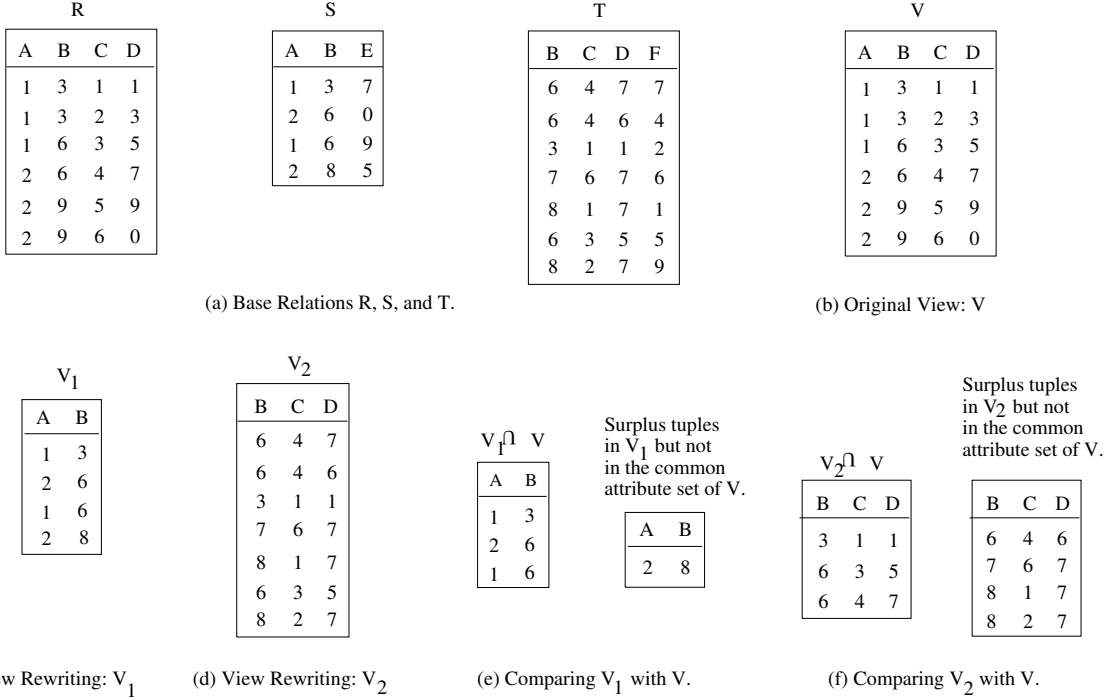 R
A B C D
1 3 1 1
1 3 2 3
1 6 3 5
2 6 4 7
2 9 5 9
2 9 6 0
S
A B E
1 3 7
2 6 0
1 6 9
2 8 5
T
B C D F
6 4 7 7
6 4 6 4
3 1 1 2
7 6 7 6
8 1 7 1
6 3 5 5
8 2 7 9
V
A B C D
1 3 1 1
1 3 2 3
1 6 3 5
2 6 4 7
2 9 5 9
2 9 6 0
(a) Base Relations R, S, and T.
(b) Original View: V
V1
A B
1 3
2 6
1 6
2 8
V2
B C D
6 4 7
6 4 6
3 1 1
7 6 7
8 1 7
6 3 5
8 2 7
V1∩ V
A B
1 3
2 6
1 6
Surplus tuples
in V1 but not
in the common
attribute set of V.
A B
2 8
V2∩ V
B C D
3 1 1
6 3 5
6 4 7
Surplus tuples
in V2 but not
in the common
attribute set of V.
B C D
6 4 6
7 6 7
8 1 7
8 2 7
Rewriting: V1
(d) View Rewriting: V2
(e) Comparing V1 with V.
(f) Comparing V2 with V.